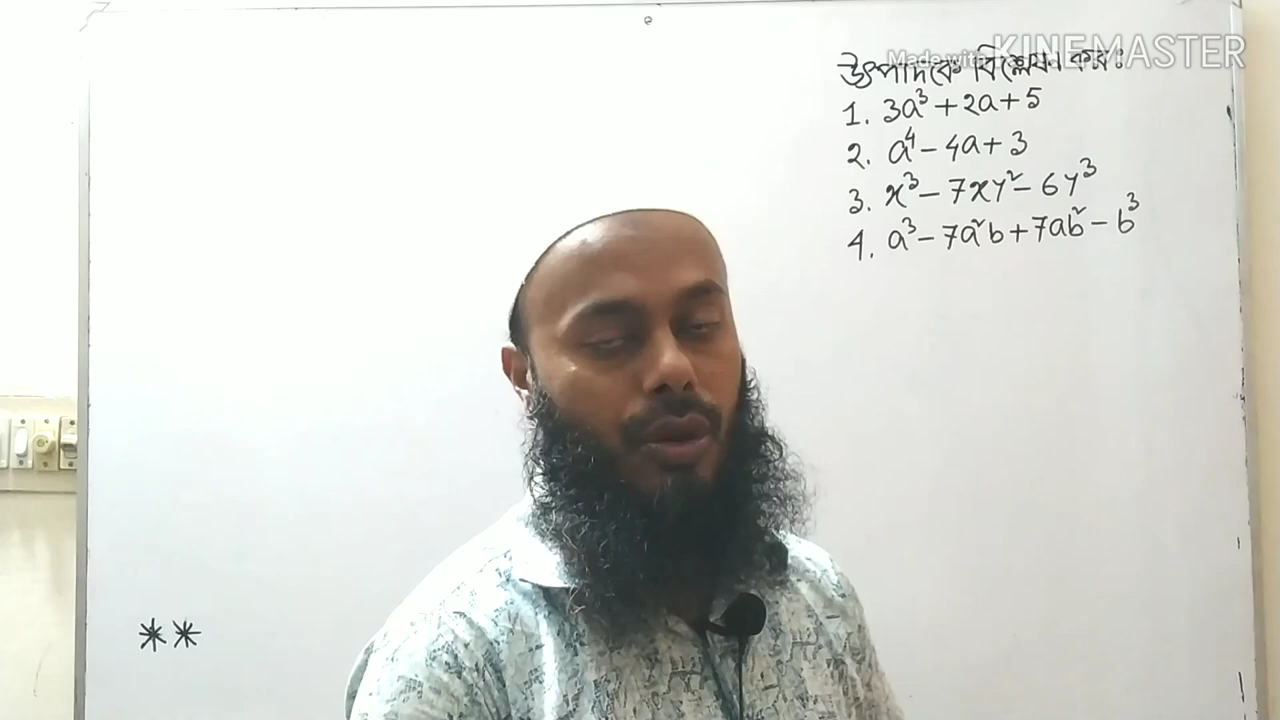 Made with KINEMASTER
উৎপাদকে বিশ্লেষণ কর:
1. 3a³ + 2a + 5
2. a⁴ - 4a + 3
3. x³ - 7xy² - 6y³
4. a³ - 7a²b + 7ab² - b³
**